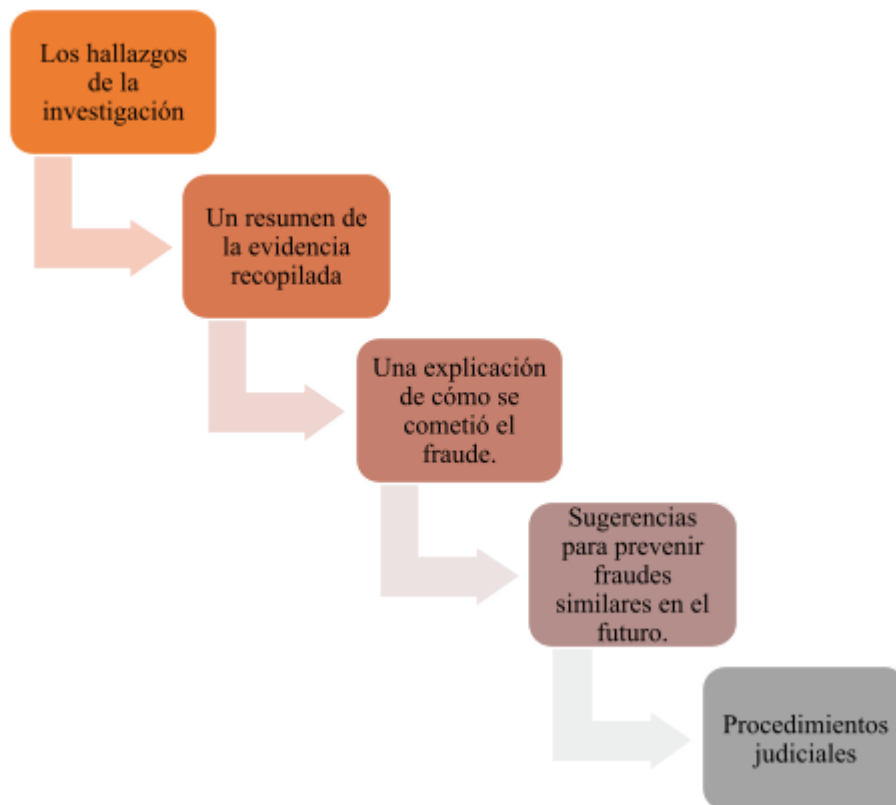 Los hallazgos
de la
investigación
Un resumen de
la evidencia
recopilada
Una explicación
de cómo se
cometió el
fraude.
Sugerencias
para prevenir
fraudes
similares en el
futuro.
Procedimientos
judiciales